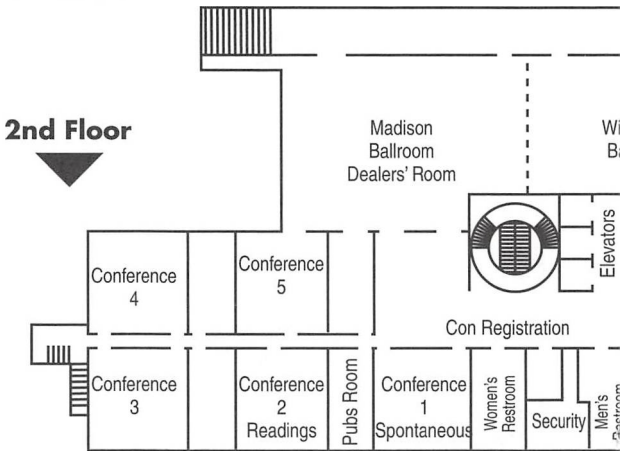 2nd Floor
Madison
Ballroom
Dealers' Room
Elevators
Conference
4
Conference
5
Con Registration
Conference
3
Conference
2
Readings
Pubs Room
Conference
1
Spontaneous
Women's
Restroom
Security
Men's